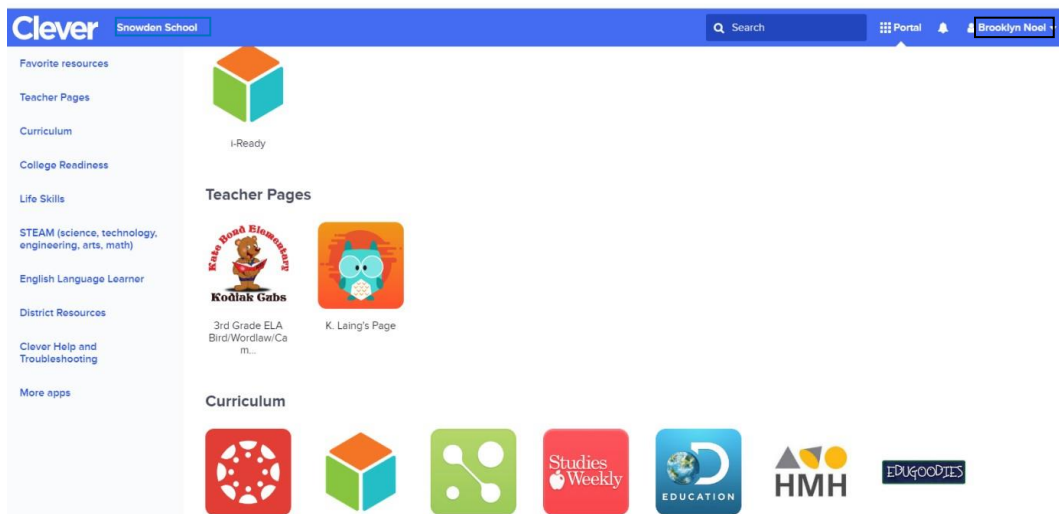 Clever Snowden School Search Portal Brooklyn Noel
Favorite resources
Teacher Pages
Curriculum
College Readiness
Life Skills
STEAM (science, technology,
engineering, arts, math)
English Language Learner
District Resources
Clever Help and
Troubleshooting
More apps
i-Ready
Teacher Pages
Kate Bond Elementary
Kodiak Cubs
3rd Grade ELA
Bird/Wordlaw/Ca
m...
K. Laing's Page
Curriculum
Studies
Weekly
D
EDUCATION
HMH
EDUGOODIES